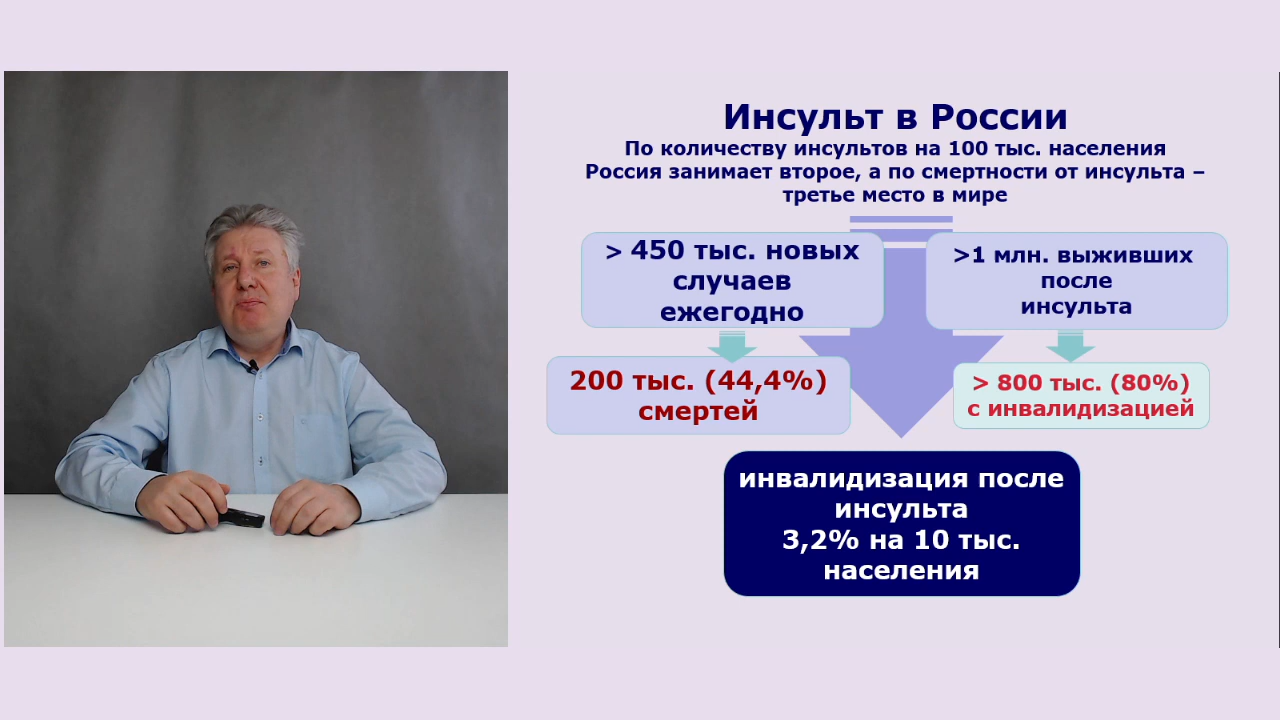 Инсульт в России
По количеству инсультов на 100 тыс. населения
Россия занимает второе, а по смертности от инсульта –
третье место в мире
> 450 тыс. новых
случаев
ежегодно
>1 млн. выживших
после
инсульта
200 тыс. (44,4%)
смертей
> 800 тыс. (80%)
с инвалидизацией
инвалидизация после
инсульта
3,2% на 10 тыс.
населения